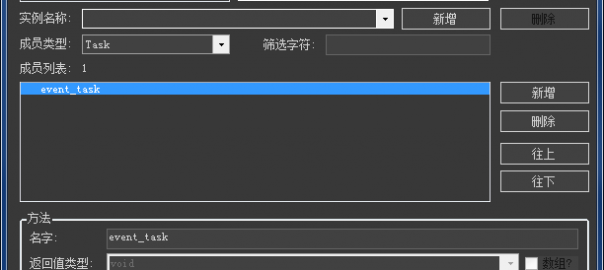 实例名称: 新增 删除
成员类型: Task 筛选字符:
成员列表: 1
event_task
新增
删除
往上
往下
方法
名字: event_task
返回值类型: void 数组?